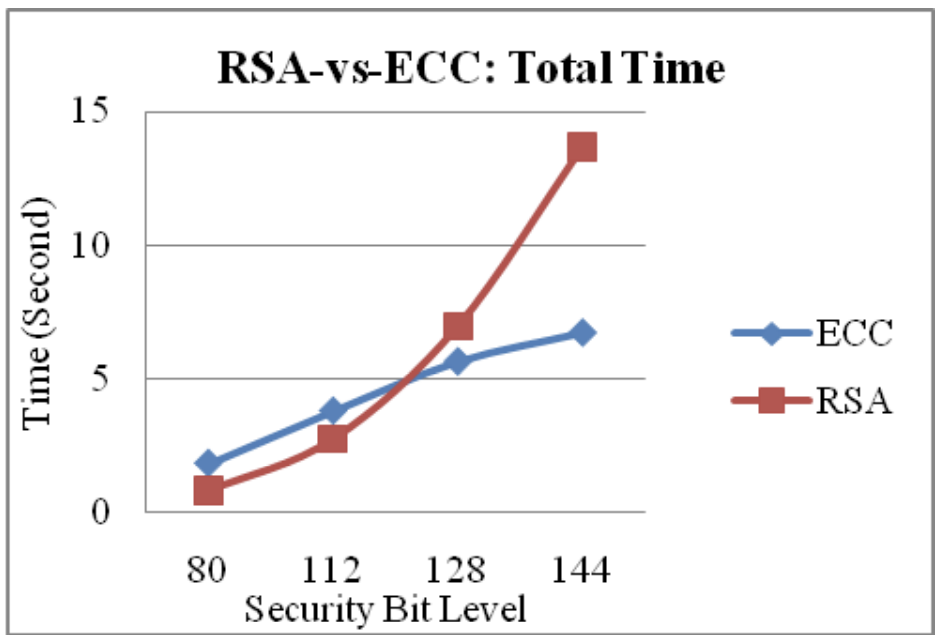 RSA-vs-ECC: Total Time
15
10
5
0
Time (Second)
80 112 128 144
Security Bit Level
ECC
RSA